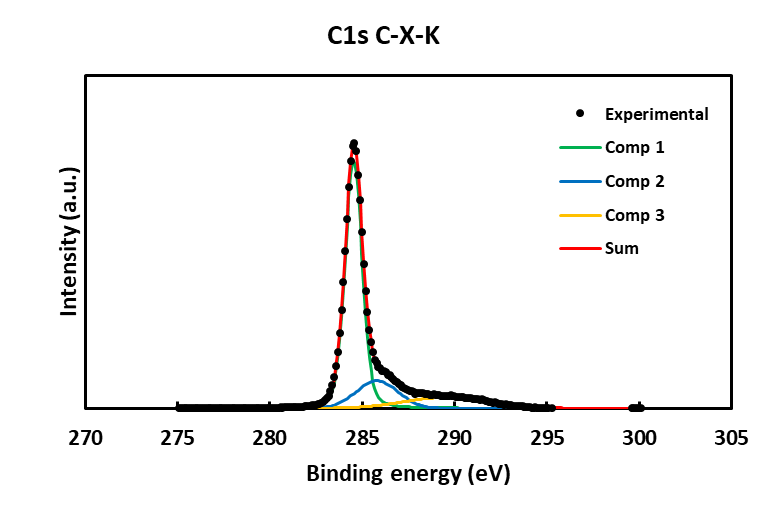 C1s C-X-K
Intensity (a.u.)
Experimental
Comp 1
Comp 2
Comp 3
Sum
270 275 280 285 290 295 300 305
Binding energy (eV)